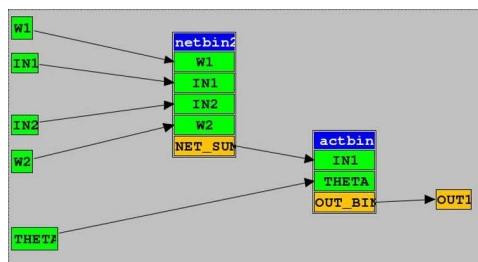 W1
IN1
IN2
W2
THETA
netbin2
W1
IN1
IN2
W2
NET_SUM
actbin
IN1
THETA
OUT_BIN
OUT1